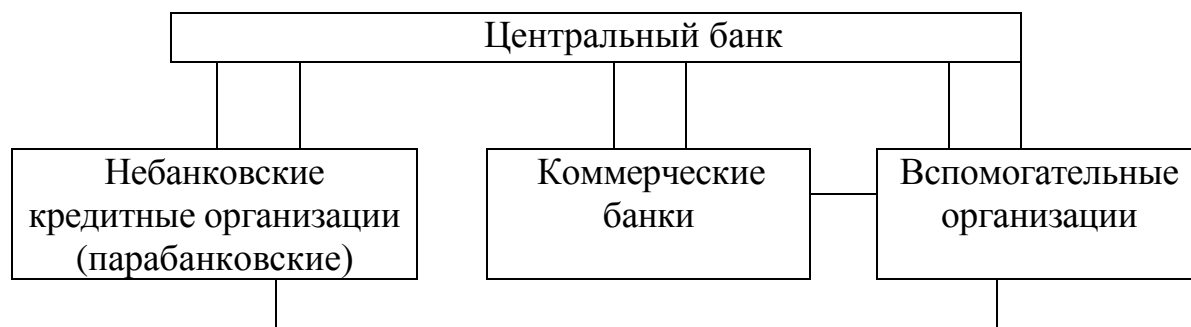 Центральный банк
Небанковские
кредитные организации
(парабанковские)
Коммерческие
банки
Вспомогательные
организации